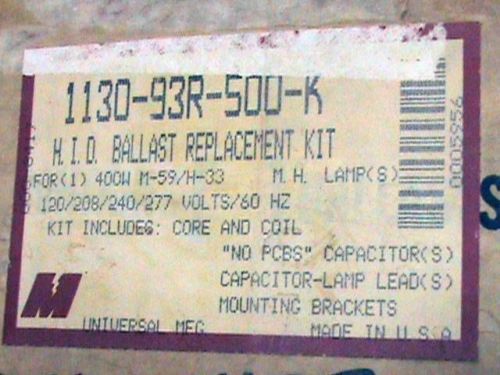 1130-93R-500-K
H.I.D. BALLAST REPLACEMENT KIT
FOR(1) 400W M-59/H-33 M.H. LAMP(S)
120/208/240/277 VOLTS/60 HZ
KIT INCLUDES: CORE AND COIL
"NO PCBS" CAPACITOR(S)
CAPACITOR-LAMP LEAD(S)
MOUNTING BRACKETS
UNIVERSAL MFG MADE IN U.S.A
0005956
M
S